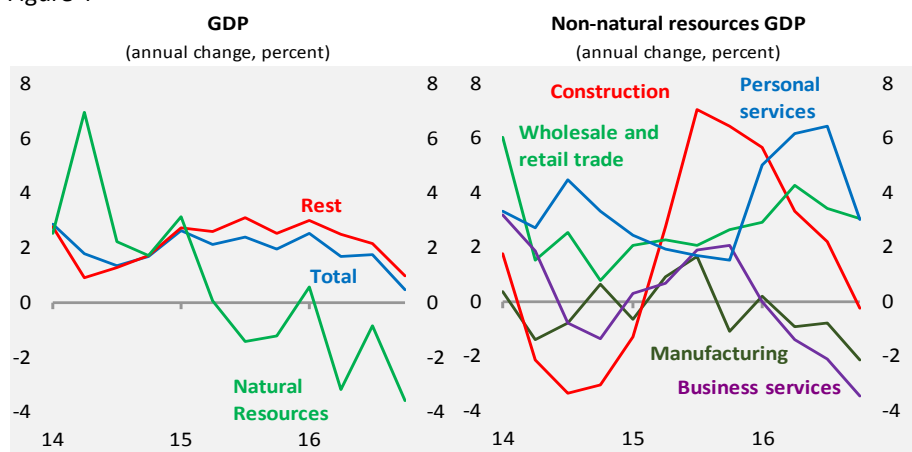 GDP
(annual change, percent)
8 8
6 6
4 4
Rest
2 2
Total
0 0
-2 -2
Natural
Resources
-4 -4
14 15 16
Non-natural resources GDP
(annual change, percent)
8 8
Construction
Personal
services
Wholesale and
retail trade
6 6
4 4
2 2
0 0
Manufacturing
-2 -2
Business services
-4 -4
14 15 16